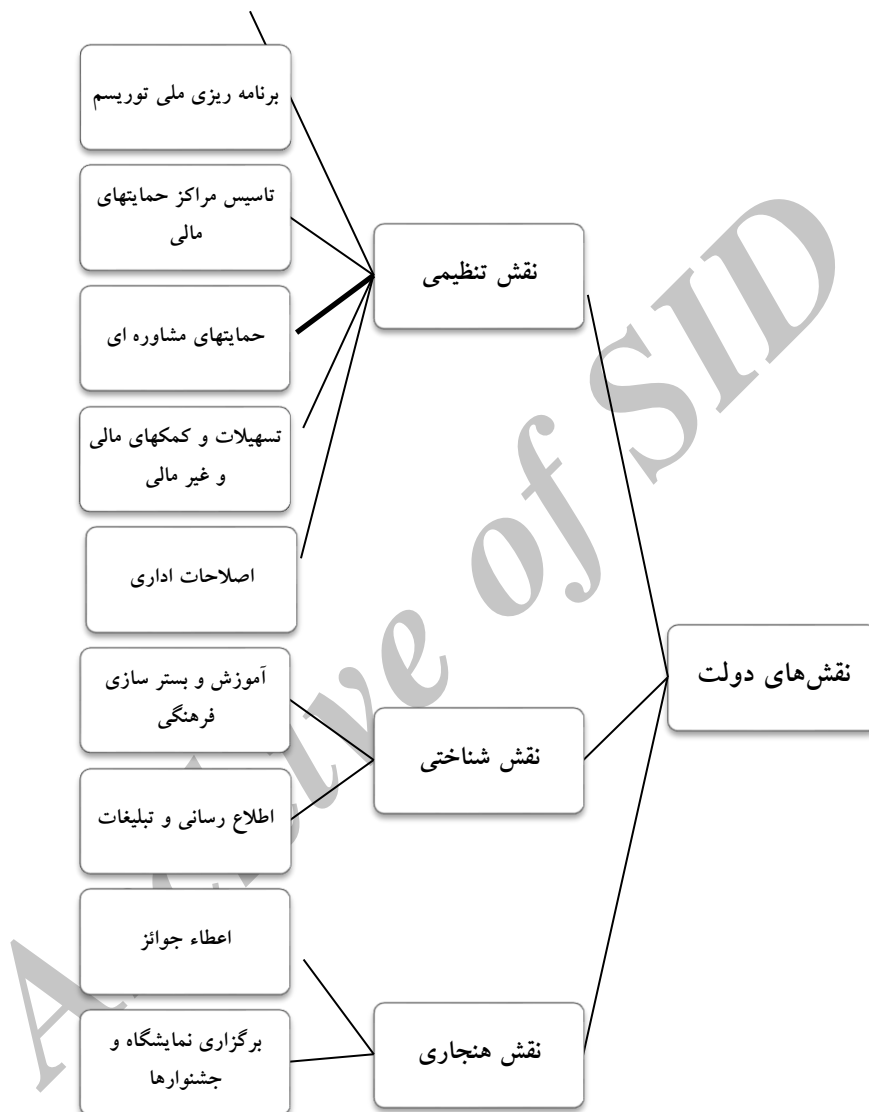 نقش‌های دولت
نقش تنظیمی
برنامه ریزی ملی توریسم
تاسیس مراکز حمایتهای
مالی
حمایتهای مشاوره ای
تسهیلات و کمکهای مالی
و غیر مالی
اصلاحات اداری
نقش شناختی
آموزش و بستر سازی
فرهنگی
اطلاع رسانی و تبلیغات
نقش هنجاری
اعطاء جوائز
برگزاری نمایشگاه و
جشنوارها
Archive of SID